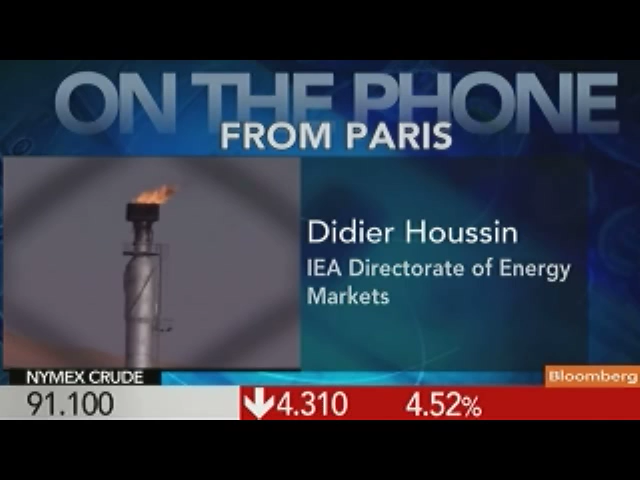 ON THE PHONE
FROM PARIS
Didier Houssin
IEA Directorate of Energy
Markets
Bloomberg
NYMEX CRUDE
91.100 4.310 4.52%